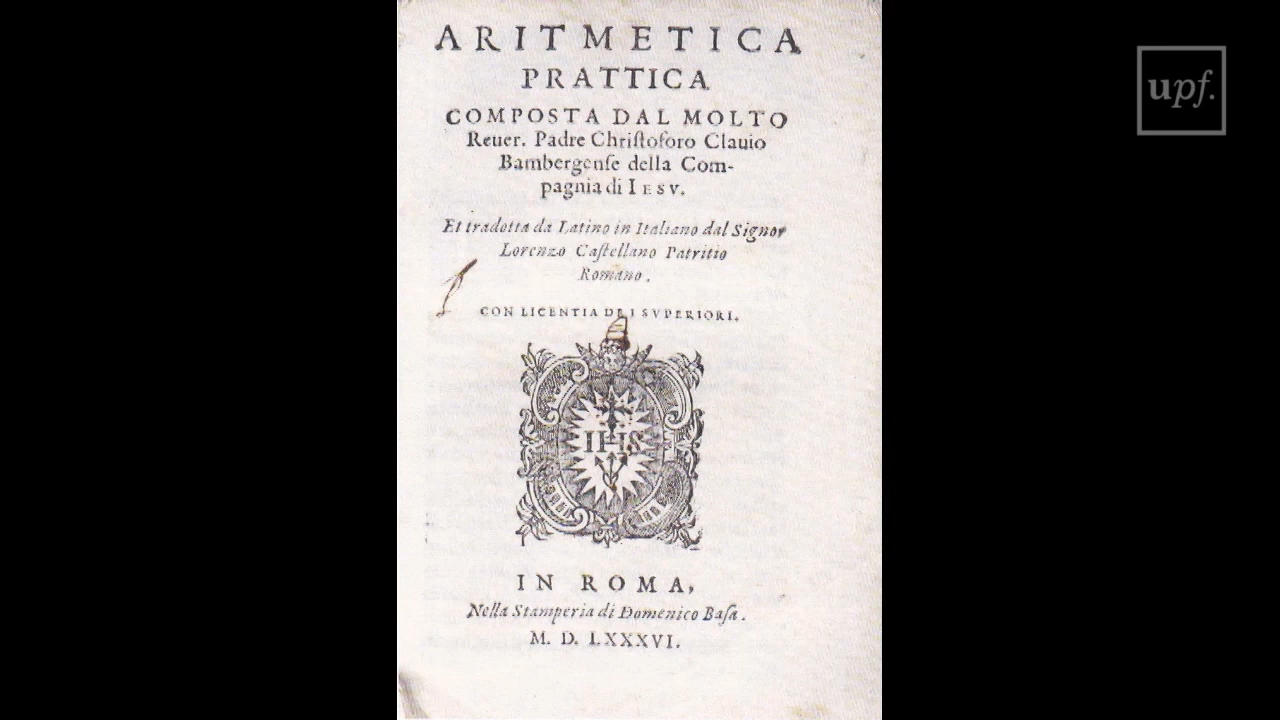 ARITMETICA
PRATTICA
COMPOSTA DAL MOLTO
Reuer. Padre Chriſtoforo Clauio
Bambergenſe della Com-
pagnia di IESV.
Et tradotta da Latino in Italiano dal Signor
Lorenzo Caſtellano Patritio
Romano.
CON LICENTIA DEI SVPERIORI.
IHS
IN ROMA,
Nella Stamperia di Domenico Baſa.
M. D. LXXXVI.
upf.